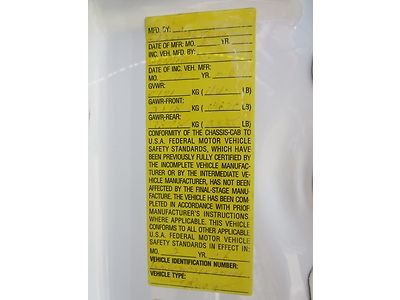 MFD. BY:
DATE OF MFR: MO. YR.
INC. VEH. MFD. BY:
DATE OF INC. VEH. MFR:
MO. YR.
GVWR:
KG ( LB)
GAWR-FRONT:
KG ( LB)
GAWR-REAR:
KG ( LB)
CONFORMITY OF THE CHASSIS-CAB TO
U.S.A. FEDERAL MOTOR VEHICLE
SAFETY STANDARDS, WHICH HAVE
BEEN PREVIOUSLY FULLY CERTIFIED BY
THE INCOMPLETE VEHICLE MANUFAC-
TURER OR BY THE INTERMEDIATE VE-
HICLE MANUFACTURER, HAS NOT BEEN
AFFECTED BY THE FINAL-STAGE MANU-
FACTURE. THE VEHICLE HAS BEEN COM-
PLETED IN ACCORDANCE WITH PRIOR
MANUFACTURER'S INSTRUCTIONS
WHERE APPLICABLE. THIS VEHICLE
CONFORMS TO ALL OTHER APPLICABLE
U.S.A. FEDERAL MOTOR VEHICLE
SAFETY STANDARDS IN EFFECT IN:
MO. YR.
VEHICLE IDENTIFICATION NUMBER:
VEHICLE TYPE: